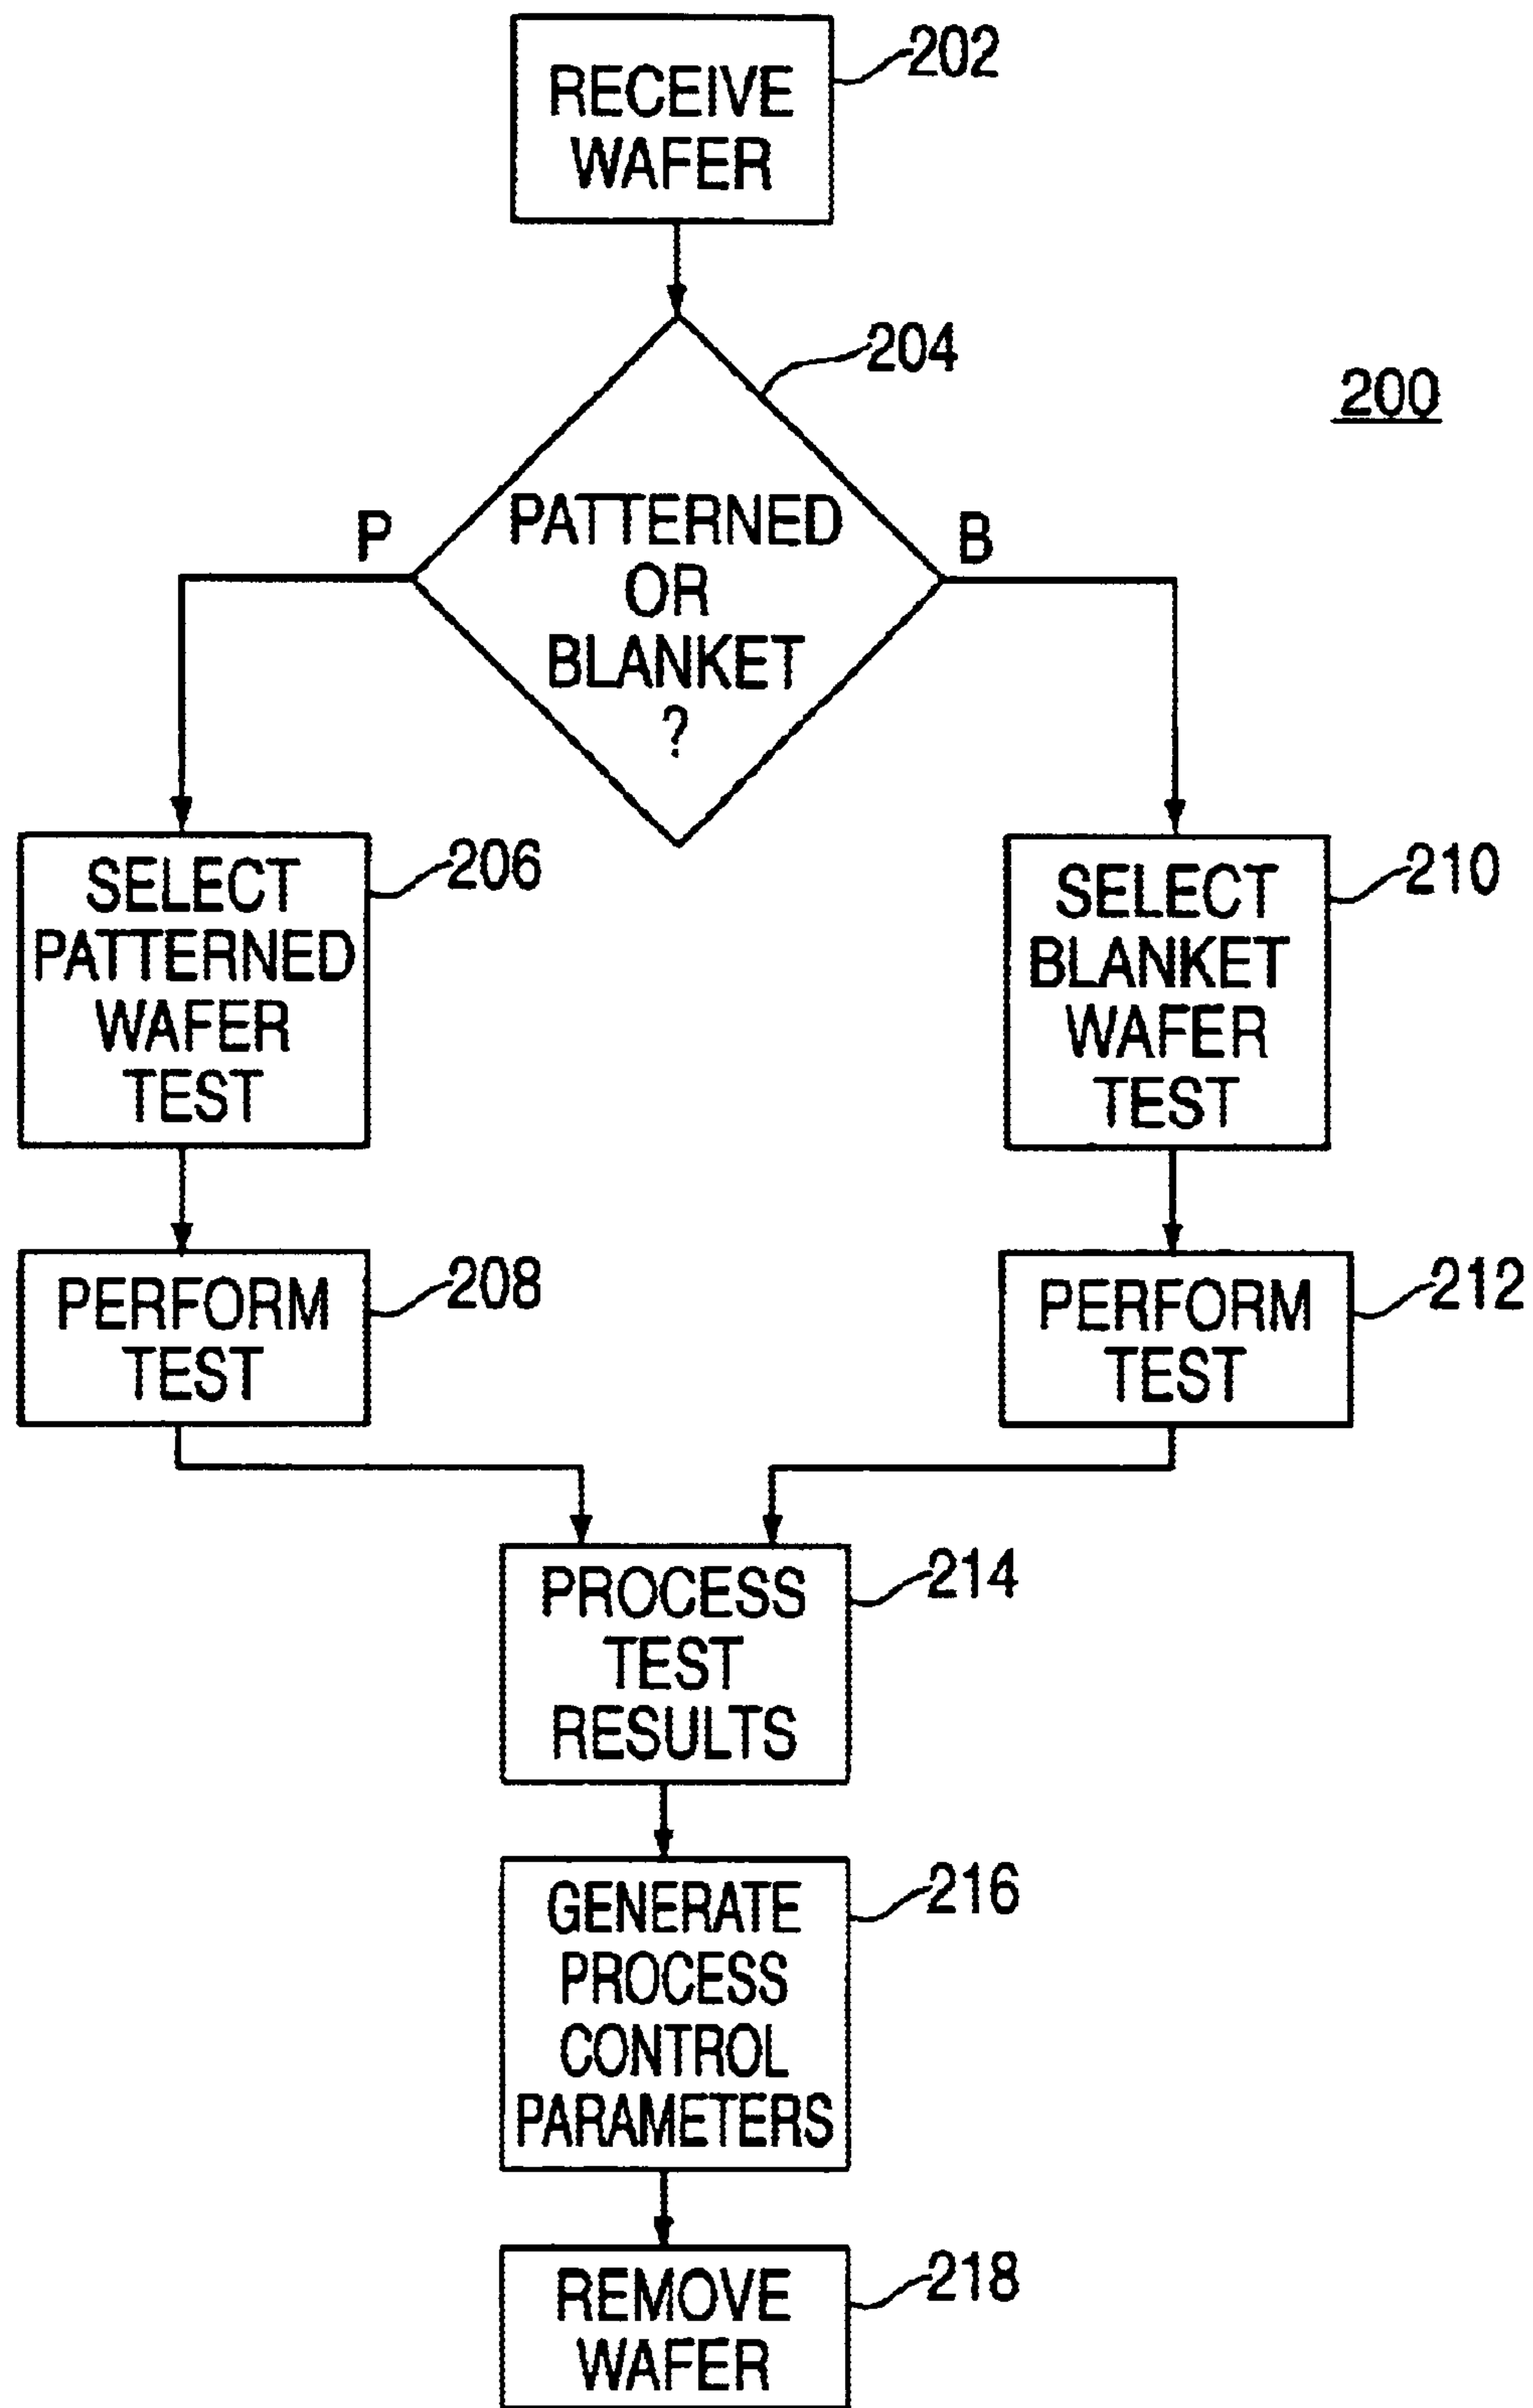 RECEIVE
WAFER
202
204
200
P
PATTERNED
OR
BLANKET
?
B
SELECT
PATTERNED
WAFER
TEST
206
SELECT
BLANKET
WAFER
TEST
210
PERFORM
TEST
208
PERFORM
TEST
212
PROCESS
TEST
RESULTS
214
GENERATE
PROCESS
CONTROL
PARAMETERS
216
REMOVE
WAFER
218